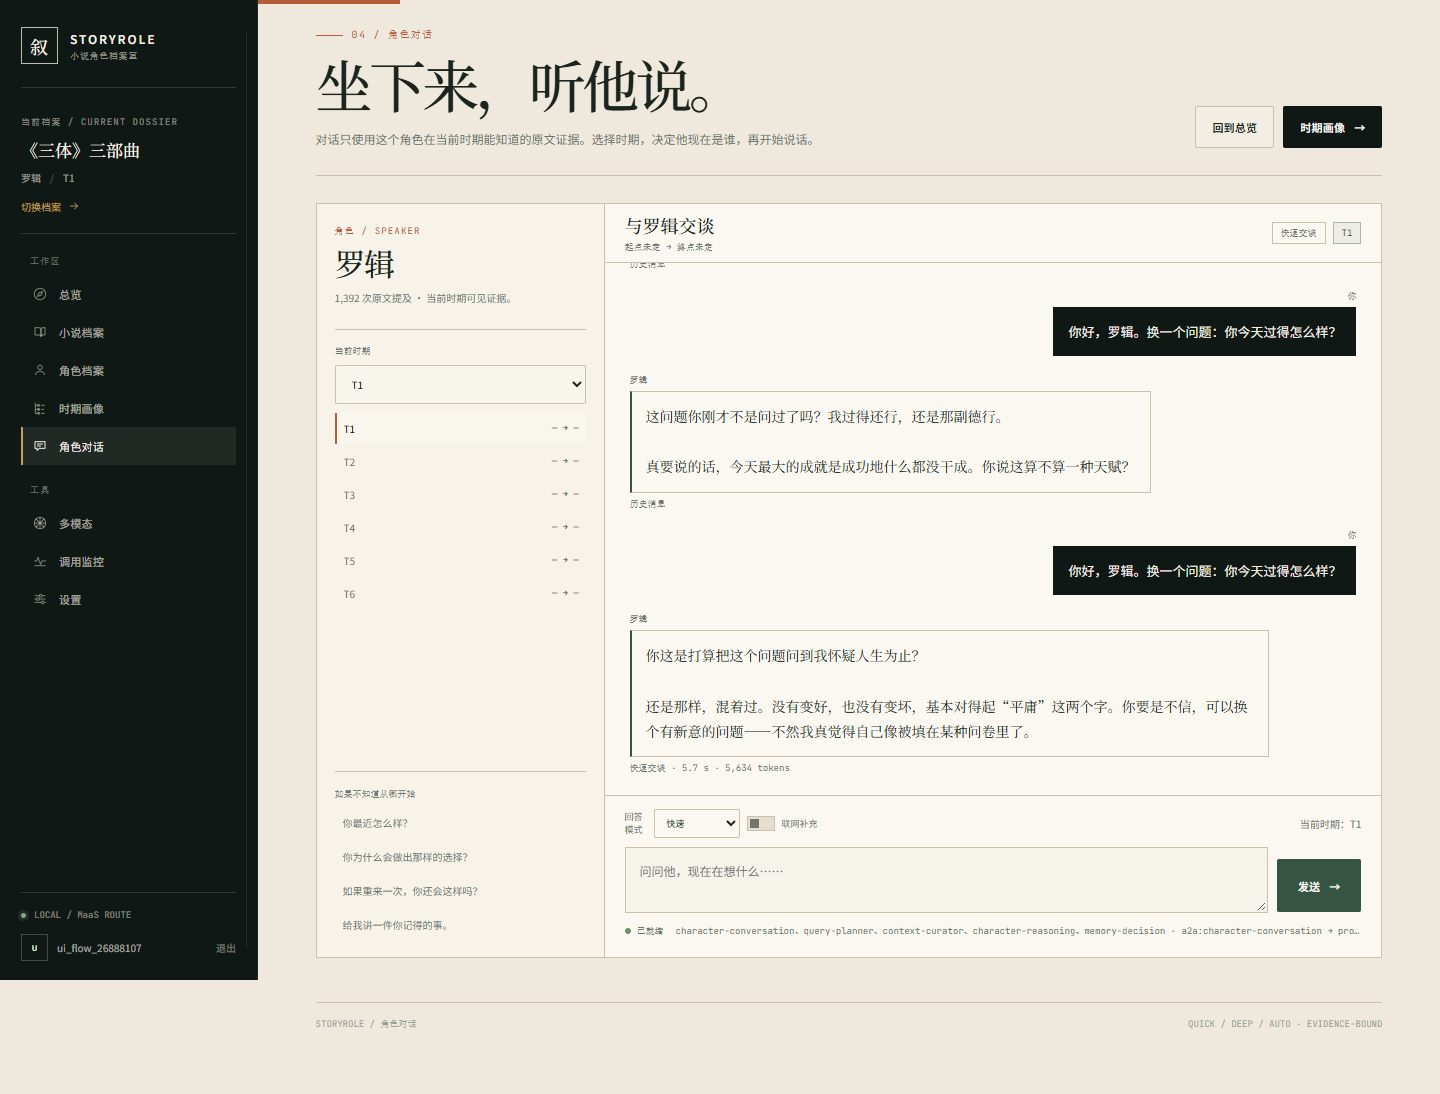 叙
STORYROLE
小说角色档案室
当前档案 / CURRENT DOSSIER
《三体》三部曲
罗辑 / T1
切换档案 →
工作区
总览
小说档案
角色档案
时期画像
角色对话
工具
多模态
调用监控
设置
LOCAL / MaaS ROUTE
U
ui_flow_26888107
退出
04 / 角色对话
坐下来，听他说。
对话只使用这个角色在当前时期能知道的原文证据。选择时期，决定他现在是谁，再开始说话。
回到总览
时期画像 →
角色 / SPEAKER
罗辑
1,392 次原文提及 · 当前时期可见证据。
当前时期
T1
T1 — → —
T2 — → —
T3 — → —
T4 — → —
T5 — → —
T6 — → —
如果不知道从哪开始
你最近怎么样？
你为什么会做出那样的选择？
如果重来一次，你还会这样吗？
给我讲一件你记得的事。
与罗辑交谈
起点未定 → 终点未定
快速交谈
T1
历史消息
你
你好，罗辑。换一个问题：你今天过得怎么样？
罗辑
这问题你刚才不是问过了吗？我过得还行，还是那副德行。
真要说的话，今天最大的成就是成功地什么都没干成。你说这算不算一种天赋？
历史消息
你
你好，罗辑。换一个问题：你今天过得怎么样？
罗辑
你这是打算把这个问题问到我怀疑人生为止？
还是那样，混着过。没有变好，也没有变坏，基本对得起“平庸”这两个字。你要是不信，可以换
个有新意的问题——不然我真觉得自己像被填在某种问卷里了。
快速交谈 · 5.7 s · 5,634 tokens
回答
模式
快速
联网补充
当前时期：T1
问问他，现在在想什么……
发送 →
已就绪 character-conversation、query-planner、context-curator、character-reasoning、memory-decision · a2a:character-conversation → pro…
STORYROLE / 角色对话
QUICK / DEEP / AUTO · EVIDENCE-BOUND